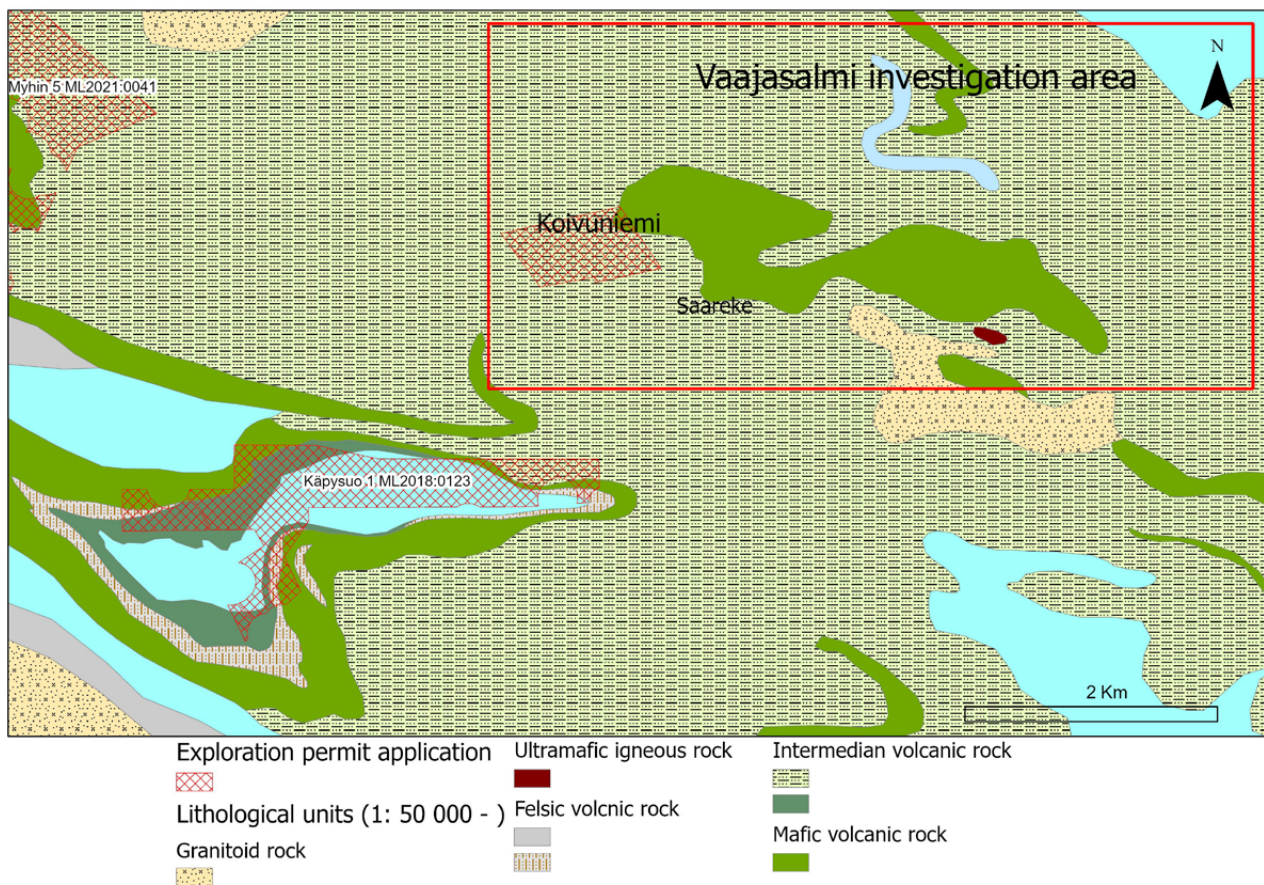 Myhin 5 ML2021:0041
Vaajasalmi investigation area
N
Koivuniemi
Saareke
Käpysuo 1 ML2018:0123
2 Km
Exploration permit application
Lithological units (1: 50 000 - )
Granitoid rock
Ultramafic igneous rock
Felsic volcnic rock
Intermedian volcanic rock
Mafic volcanic rock